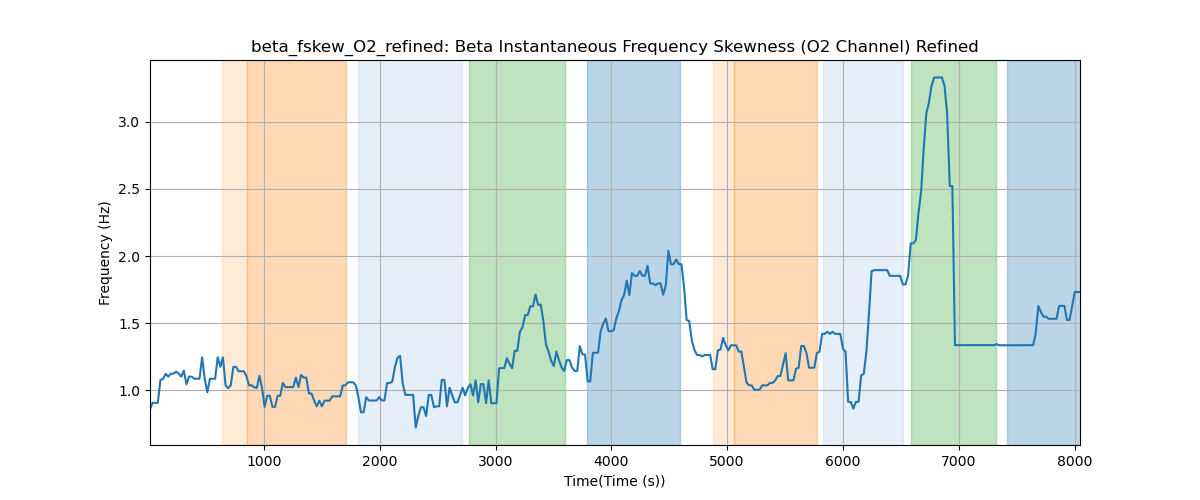 beta_fskew_O2_refined: Beta Instantaneous Frequency Skewness (O2 Channel) Refined
Frequency (Hz)
3.0
2.5
2.0
1.5
1.0
1000 2000 3000 4000 5000 6000 7000 8000
Time(Time (s))